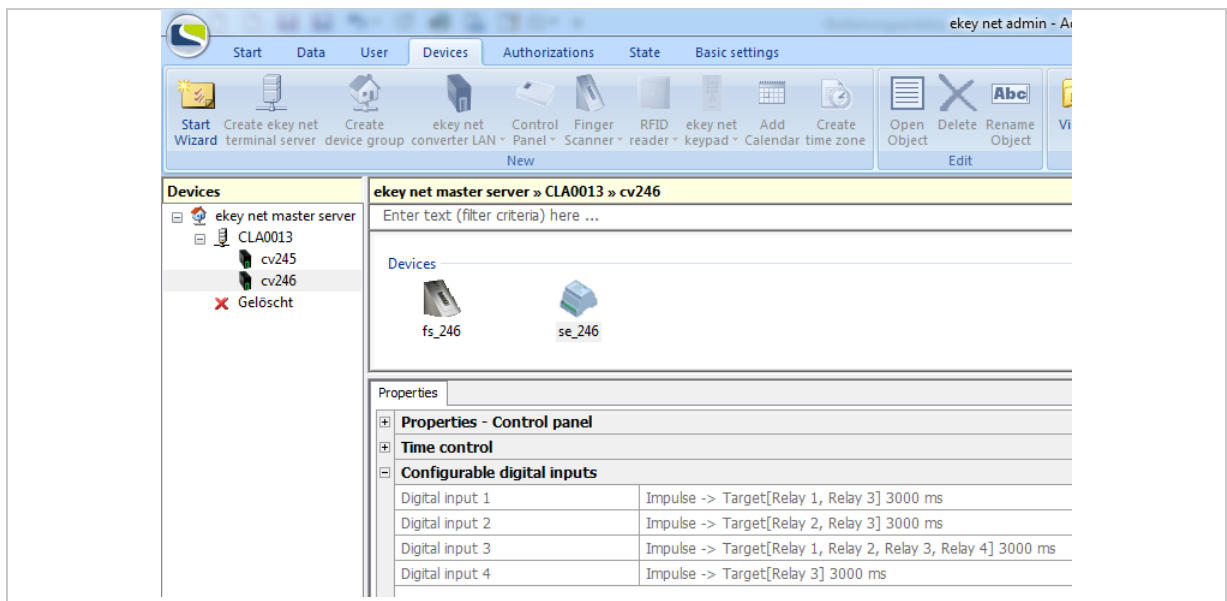 ekey net admin - A
Start Data User Devices Authorizations State Basic settings
Start Wizard
Create ekey net terminal server
Create device group
ekey net converter LAN
Control Panel
Finger Scanner
RFID reader
ekey net keypad
Add Calendar
Create time zone
Abc
Open Object
Delete
Rename Object
New
Edit
Devices
ekey net master server » CLA0013 » cv246
ekey net master server
CLA0013
cv245
cv246
Gelöscht
Enter text (filter criteria) here ...
Devices
fs_246
se_246
Properties
Properties - Control panel
Time control
Configurable digital inputs
Digital input 1 Impulse -> Target[Relay 1, Relay 3] 3000 ms
Digital input 2 Impulse -> Target[Relay 2, Relay 3] 3000 ms
Digital input 3 Impulse -> Target[Relay 1, Relay 2, Relay 3, Relay 4] 3000 ms
Digital input 4 Impulse -> Target[Relay 3] 3000 ms